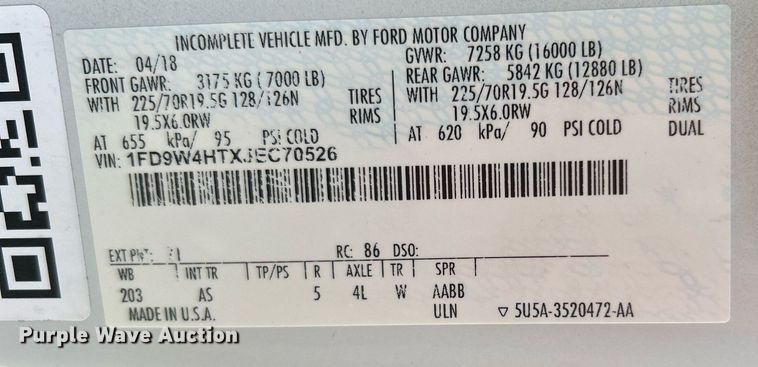 INCOMPLETE VEHICLE MFD. BY FORD MOTOR COMPANY
DATE: 04/18 GVWR: 7258 KG (16000 LB)
FRONT GAWR: 3175 KG (7000 LB) REAR GAWR: 5842 KG (12880 LB)
WITH 225/70R19.5G 128/126N TIRES WITH 225/70R19.5G 128/126N TIRES
19.5X6.0RW RIMS 19.5X6.0RW RIMS
AT 655 kPa/ 95 PSI COLD AT 620 kPa/ 90 PSI COLD DUAL
VIN: 1FD9W4HTXJEC70526
EXT PNT: RC: 86 DSO:
WB INT TR TP/PS R AXLE TR SPR
203 AS 5 4L W AABB
MADE IN U.S.A. ULN ▽ 5U5A-3520472-AA
Purple Wave Auction